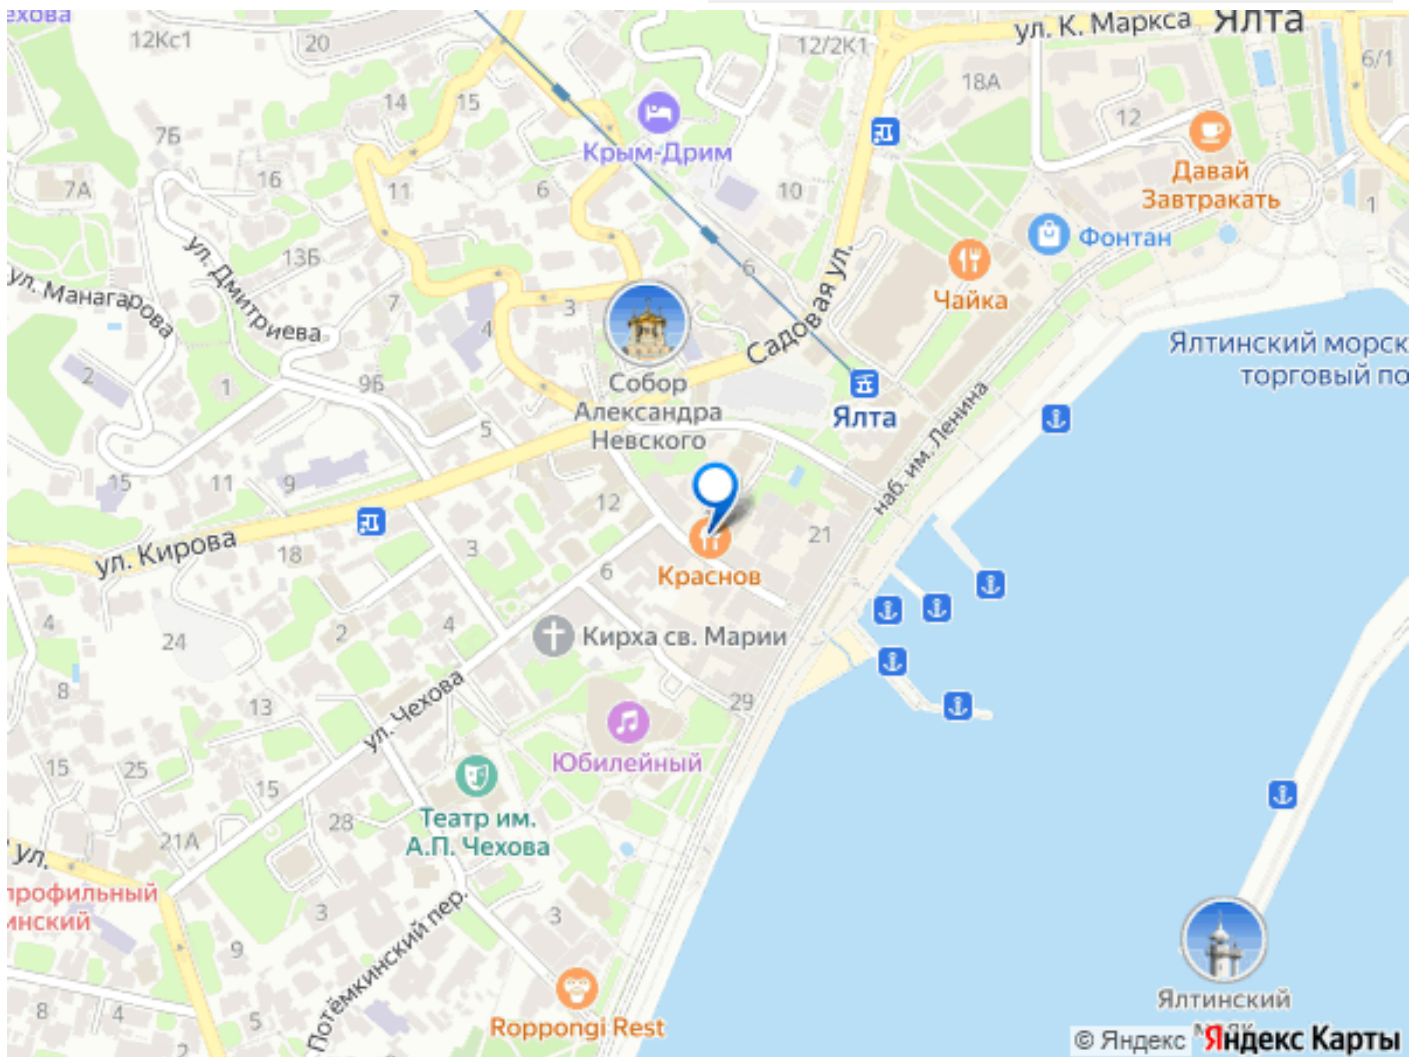 ехова
12Кс1
20
12/2К1
ул. К. Маркса
Ялта
6/1
18А
14
15
12
7Б
Крым-Дрим
Давай
Завтракать
7А
16
11
6
10
1
ул. Дмитриева
13Б
Фонтан
6
ул. Манагарова
7
3
4
Чайка
Садовая ул.
Ялтинский морск
торговый по
2
1
9Б
Собор
Александра
Невского
Ялта
наб. им. Ленина
5
15
11
9
12
21
ул. Кирова
18
3
6
Краснов
4
24
2
Кирха св. Марии
8
13
ул. Чехова
29
Юбилейный
15
25
15
28
21А
Театр им.
А.П. Чехова
ул.
профильный
инский
3
9
Потёмкинский пер.
3
8
4
5
2
Roppongi Rest
Ялтинский
маяк
© Яндекс
Яндекс Карты